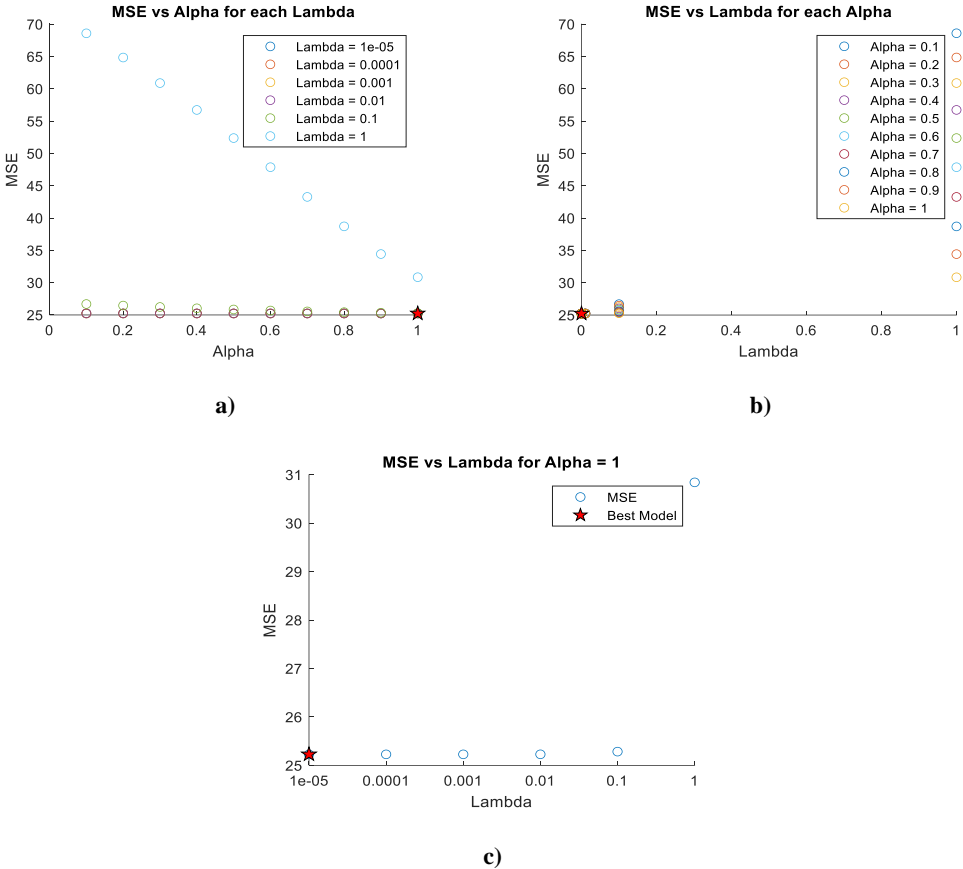 MSE vs Alpha for each Lambda
70
65
60
55
50
45
40
35
30
25
MSE
0 0.2 0.4 0.6 0.8 1
Alpha
Lambda = 1e-05
Lambda = 0.0001
Lambda = 0.001
Lambda = 0.01
Lambda = 0.1
Lambda = 1
a)
MSE vs Lambda for each Alpha
70
65
60
55
50
45
40
35
30
25
MSE
0 0.2 0.4 0.6 0.8 1
Lambda
Alpha = 0.1
Alpha = 0.2
Alpha = 0.3
Alpha = 0.4
Alpha = 0.5
Alpha = 0.6
Alpha = 0.7
Alpha = 0.8
Alpha = 0.9
Alpha = 1
b)
MSE vs Lambda for Alpha = 1
31
30
29
28
27
26
25
MSE
1e-05 0.0001 0.001 0.01 0.1 1
Lambda
MSE
Best Model
c)